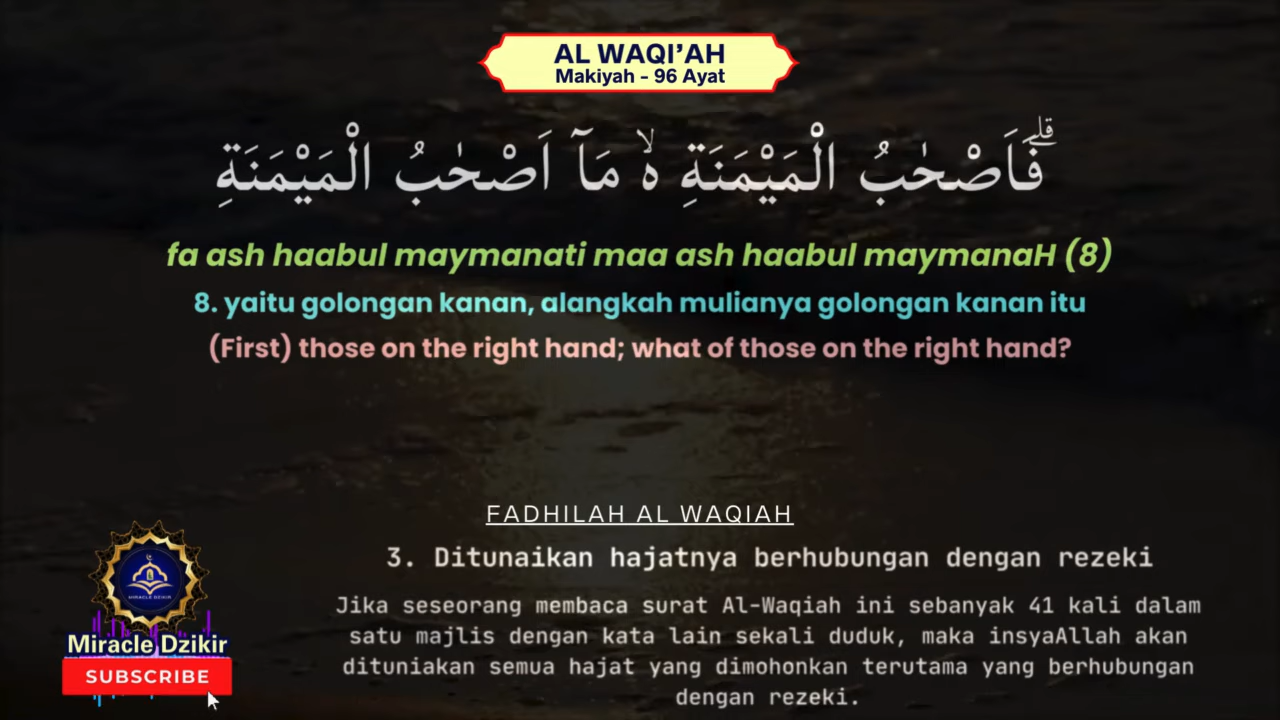 AL WAQI’AH
Makiyah - 96 Ayat
فَاَصْحٰبُ الْمَيْمَنَةِ ەۙ مَآ اَصْحٰبُ الْمَيْمَنَةِۗ
fa ash haabul maymanati maa ash haabul maymanaH (8)
8. yaitu golongan kanan, alangkah mulianya golongan kanan itu
(First) those on the right hand; what of those on the right hand?
FADHILAH AL WAQIAH
3. Ditunaikan hajatnya berhubungan dengan rezeki
Jika seseorang membaca surat Al-Waqiah ini sebanyak 41 kali dalam
satu majlis dengan kata lain sekali duduk, maka insyaAllah akan
dituniakan semua hajat yang dimohonkan terutama yang berhubungan
dengan rezeki.
MIRACLE DZIKIR
Miracle Dzikir
SUBSCRIBE